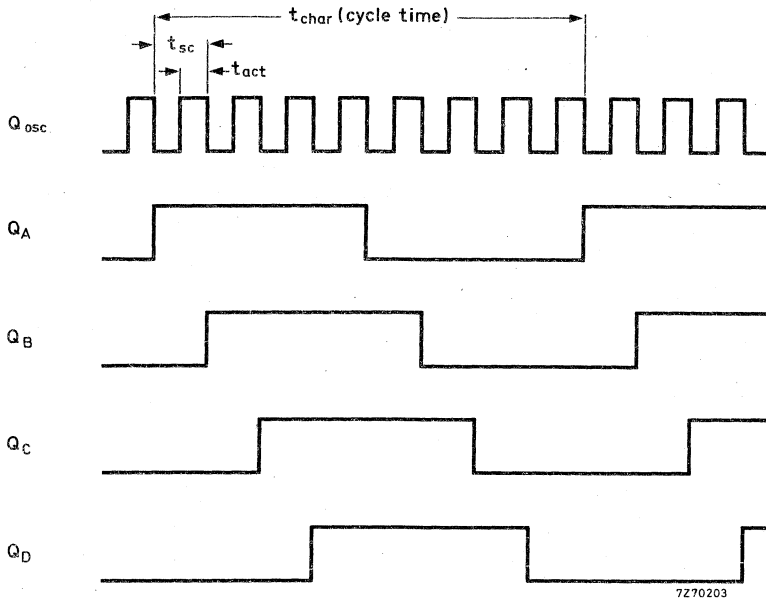 t_char (cycle time)
t_sc
t_act
Q_osc
Q_A
Q_B
Q_C
Q_D
7Z70203